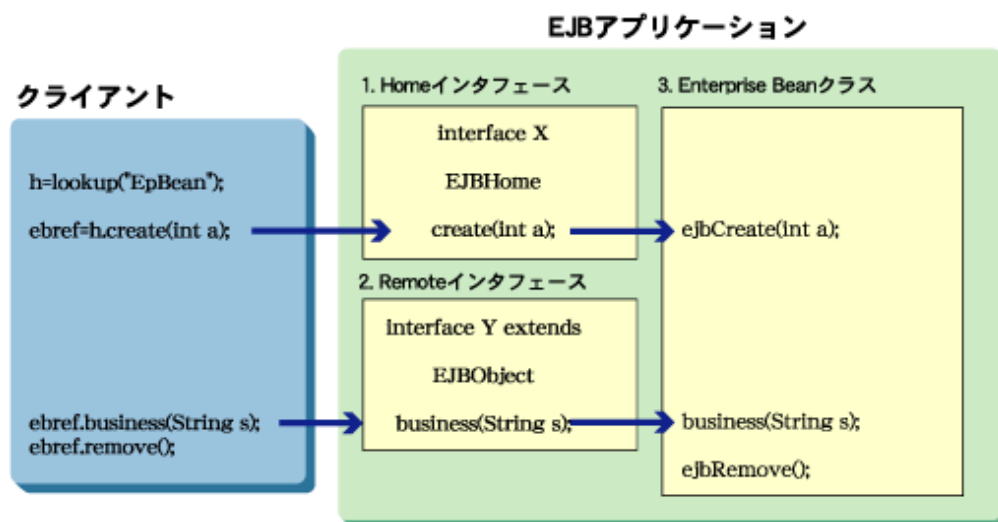 EJBアプリケーション
クライアント
h=lookup("EpBean");
ebref=h.create(int a);
ebref.business(String s);
ebref.remove();
1. Homeインタフェース
interface X
EJBHome
create(int a);
2. Remoteインタフェース
interface Y extends
EJBObject
business(String s);
3. Enterprise Beanクラス
ejbCreate(int a);
business(String s);
ejbRemove();